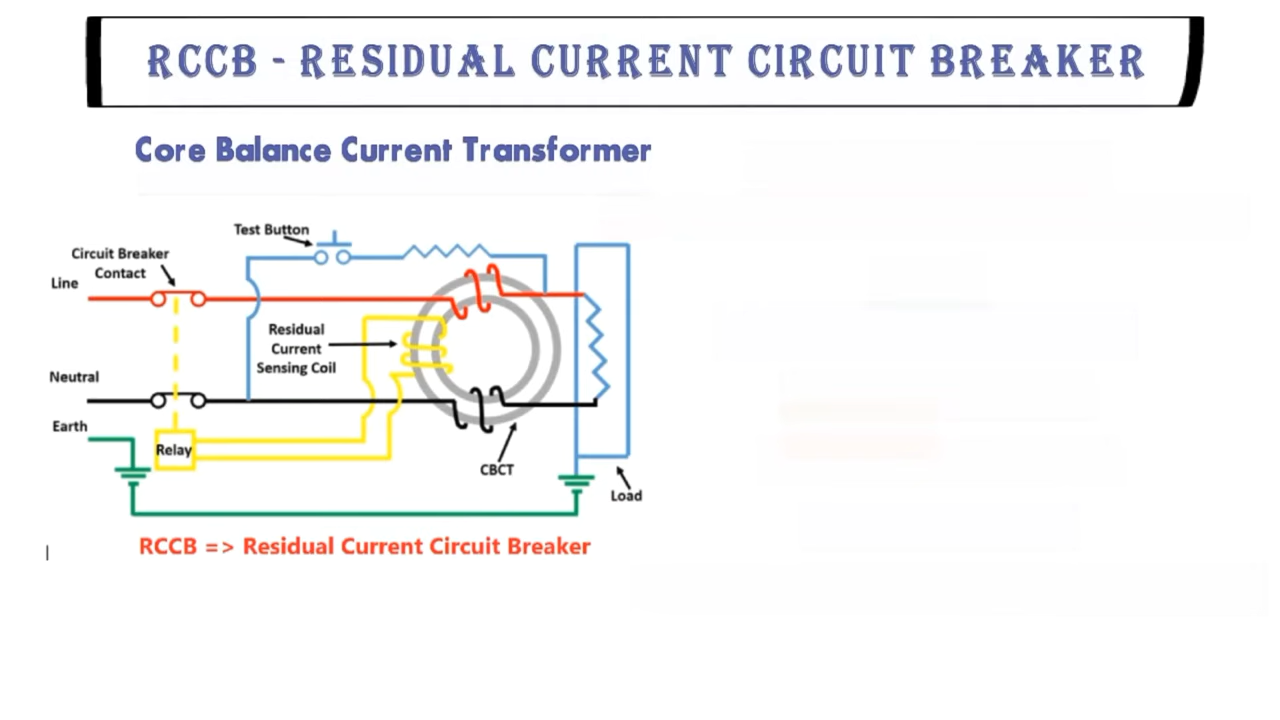 RCCB - RESIDUAL CURRENT CIRCUIT BREAKER
Core Balance Current Transformer
Test Button
Circuit Breaker
Contact
Line
Residual
Current
Sensing Coil
Neutral
Earth
Relay
CBCT
Load
RCCB => Residual Current Circuit Breaker